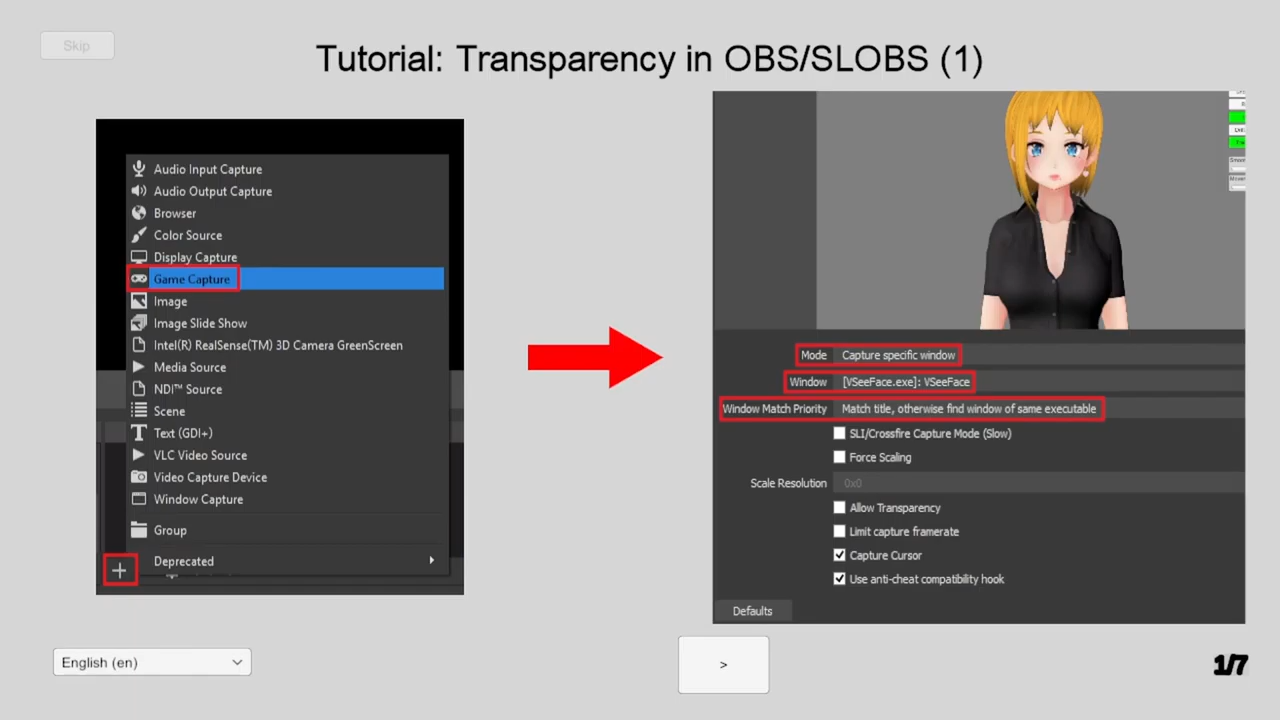 Skip
Tutorial: Transparency in OBS/SLOBS (1)
Audio Input Capture
Audio Output Capture
Browser
Color Source
Display Capture
Game Capture
Image
Image Slide Show
Intel(R) RealSense(TM) 3D Camera GreenScreen
Media Source
NDI™ Source
Scene
Text (GDI+)
VLC Video Source
Video Capture Device
Window Capture
Group
Deprecated
+
Mode Capture specific window
Window [VSeeFace.exe]: VSeeFace
Window Match Priority Match title, otherwise find window of same executable
SLI/Crossfire Capture Mode (Slow)
Force Scaling
Scale Resolution 0x0
Allow Transparency
Limit capture framerate
Capture Cursor
Use anti-cheat compatibility hook
Defaults
English (en)
>
1/7